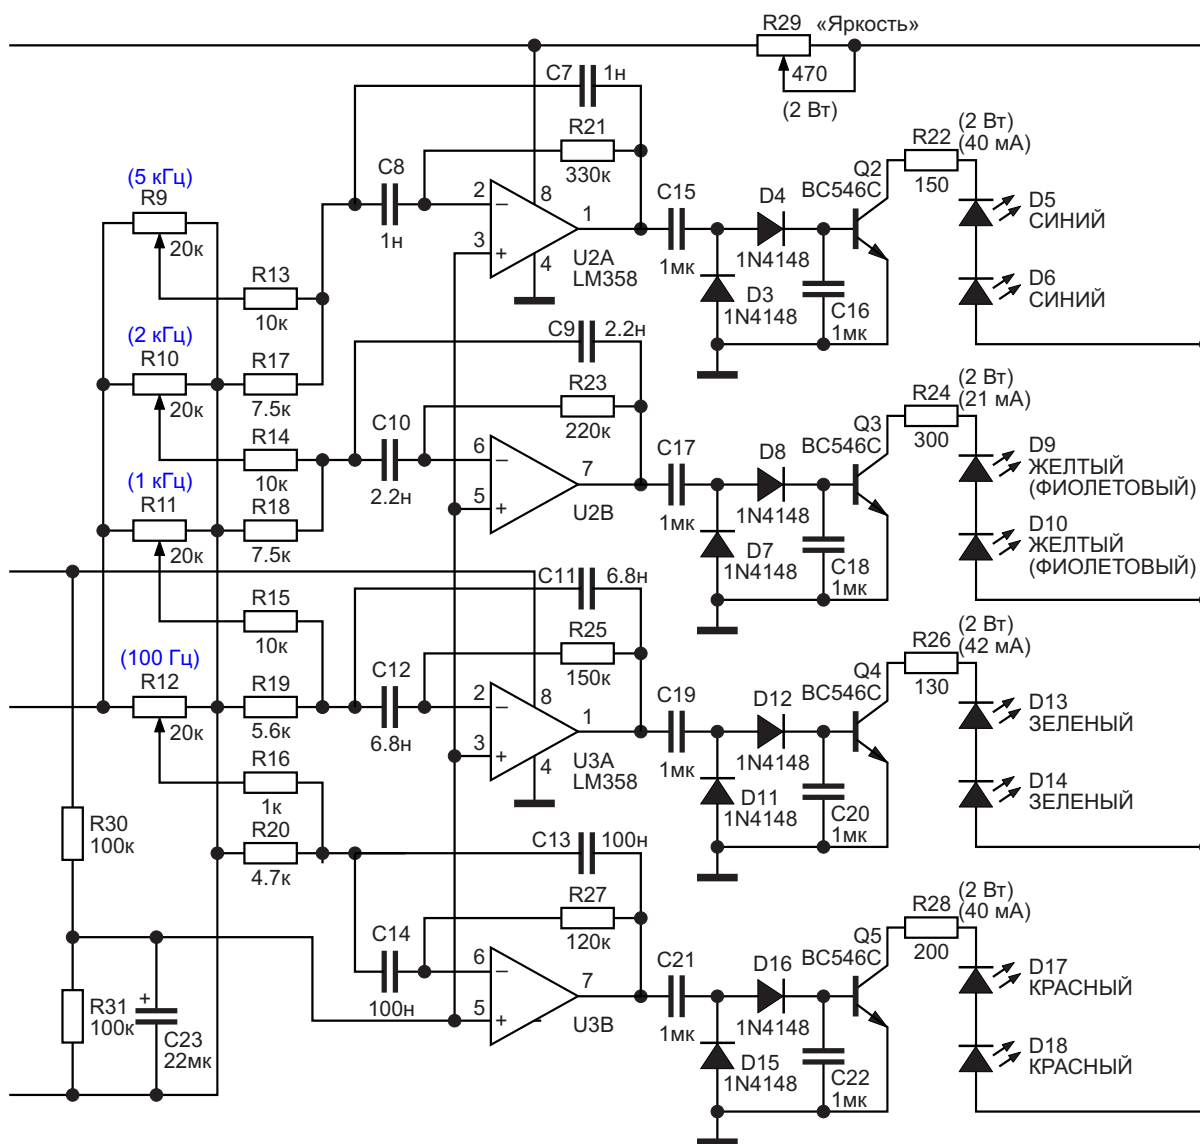 R29 «Яркость»
470
(2 Вт)
C7 1н
R21
330к
(5 кГц)
R9
20к
C8
1н
2
−
3
+
8
1
4
U2A
LM358
C15
1мк
D4
1N4148
D3
1N4148
Q2
BC546C
C16
1мк
R22
150
(2 Вт)
(40 мА)
D5
СИНИЙ
D6
СИНИЙ
R13
10к
(2 кГц)
R10
20к
R17
7.5к
C9 2.2н
R23
220к
R14
10к
C10
2.2н
6
−
5
+
7
U2B
C17
1мк
D8
1N4148
D7
1N4148
Q3
BC546C
C18
1мк
R24
300
(2 Вт)
(21 мА)
D9
ЖЕЛТЫЙ
(ФИОЛЕТОВЫЙ)
D10
ЖЕЛТЫЙ
(ФИОЛЕТОВЫЙ)
(1 кГц)
R11
20к
R18
7.5к
C11 6.8н
R25
150к
R15
10к
(100 Гц)
R12
20к
R19
5.6к
C12
6.8н
2
−
3
+
8
1
4
U3A
LM358
C19
1мк
D12
1N4148
D11
1N4148
Q4
BC546C
C20
1мк
R26
130
(2 Вт)
(42 мА)
D13
ЗЕЛЕНЫЙ
D14
ЗЕЛЕНЫЙ
R16
1к
R30
100к
R20
4.7к
C13 100н
R27
120к
C14
100н
6
−
5
+
−
7
U3B
C21
1мк
D16
1N4148
D15
1N4148
Q5
BC546C
C22
1мк
R28
200
(2 Вт)
(40 мА)
D17
КРАСНЫЙ
D18
КРАСНЫЙ
R31
100к
+
C23
22мк